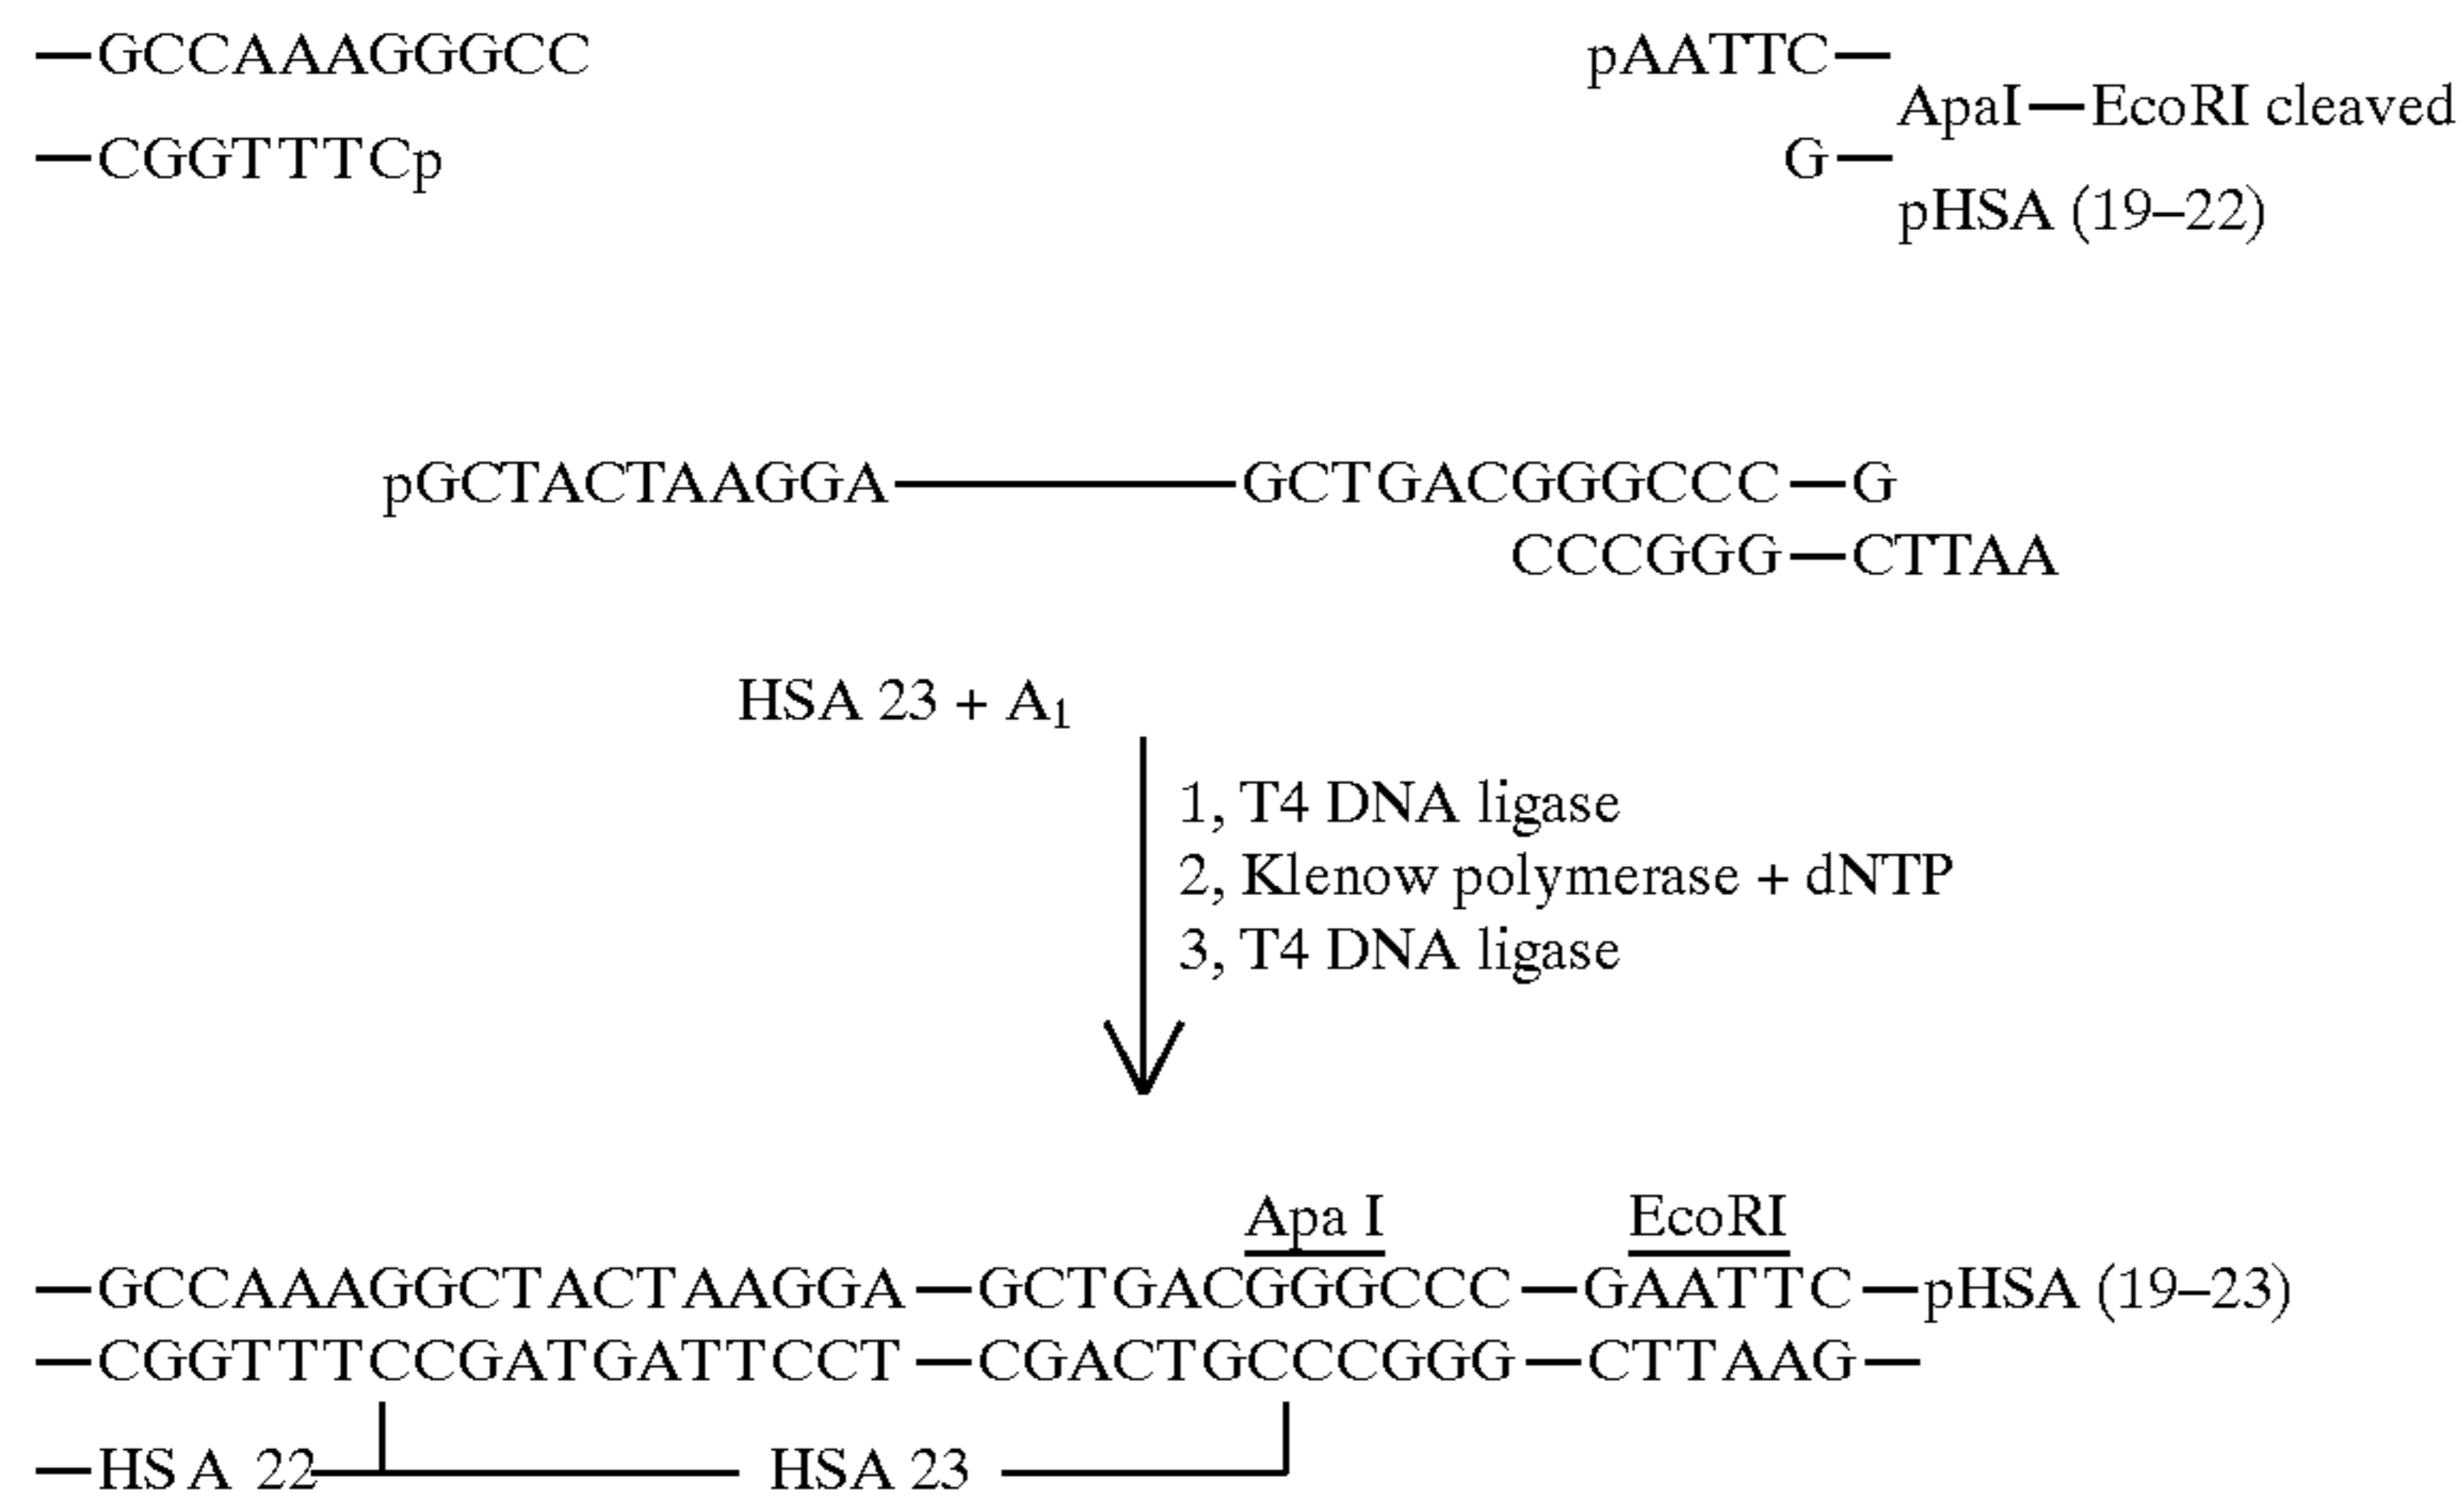 GCCAAAGGGCC pAATTC
ApaI—EcoRI cleaved
CGGTTTCp G
pHSA (19–22)
pGCTACTAAGGA GCTGACGGGCCC—G
CCCGGG—CTTAA
HSA 23 + A1
1, T4 DNA ligase
2, Klenow polymerase + dNTP
3, T4 DNA ligase
Apa I EcoRI
—GCCAAAGGCTACTAAGGA—GCTGACGGGCCC—GAATTC—pHSA (19–23)
—CGGTTTCCGATGATTCCT—CGACTGCCCGGG—CTTAAG—
—HSA 22 HSA 23